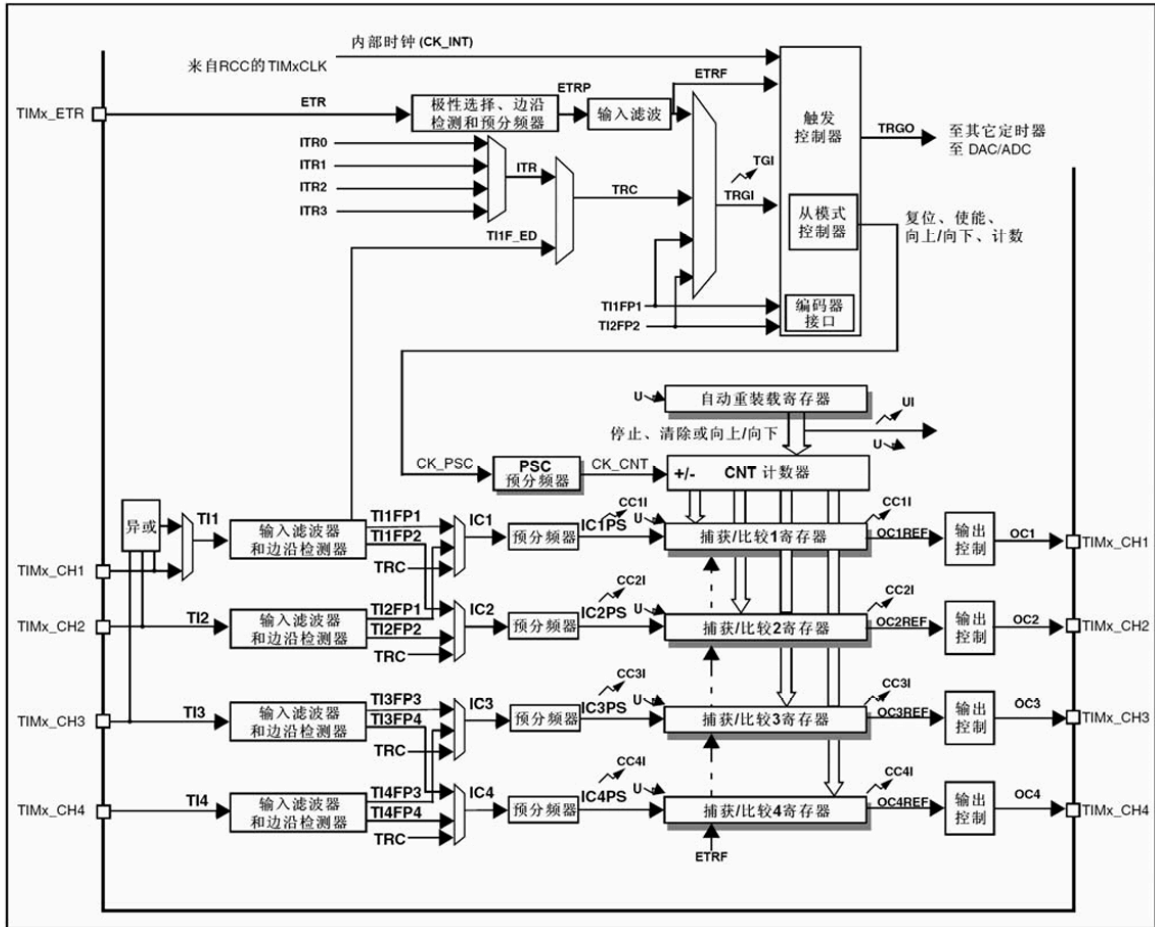 内部时钟 (CK_INT)
来自RCC的TIMxCLK
TIMx_ETR
ETR
极性选择、边沿
检测和预分频器
ETRP
输入滤波
ETRF
触发
控制器
TRGO
至其它定时器
至 DAC/ADC
ITR0
ITR1
ITR2
ITR3
ITR
TRC
TGI
TRGI
TI1F_ED
从模式
控制器
复位、使能、
向上/向下、计数
TI1FP1
TI2FP2
编码器
接口
U
自动重装载寄存器
UI
停止、清除或向上/向下
U
CK_PSC
PSC
预分频器
CK_CNT
+/-
CNT 计数器
异或
TI1
输入滤波器
和边沿检测器
TI1FP1
TI1FP2
TRC
IC1
预分频器
CC1I
IC1PS
U
捕获/比较1寄存器
CC1I
OC1REF
输出
控制
OC1
TIMx_CH1
TIMx_CH1
TIMx_CH2
TI2
输入滤波器
和边沿检测器
TI2FP1
TI2FP2
TRC
IC2
预分频器
CC2I
IC2PS
U
捕获/比较2寄存器
CC2I
OC2REF
输出
控制
OC2
TIMx_CH2
TIMx_CH3
TI3
输入滤波器
和边沿检测器
TI3FP3
TI3FP4
TRC
IC3
预分频器
CC3I
IC3PS
U
捕获/比较3寄存器
CC3I
OC3REF
输出
控制
OC3
TIMx_CH3
TIMx_CH4
TI4
输入滤波器
和边沿检测器
TI4FP3
TI4FP4
TRC
IC4
预分频器
CC4I
IC4PS
U
捕获/比较4寄存器
CC4I
OC4REF
输出
控制
OC4
TIMx_CH4
ETRF